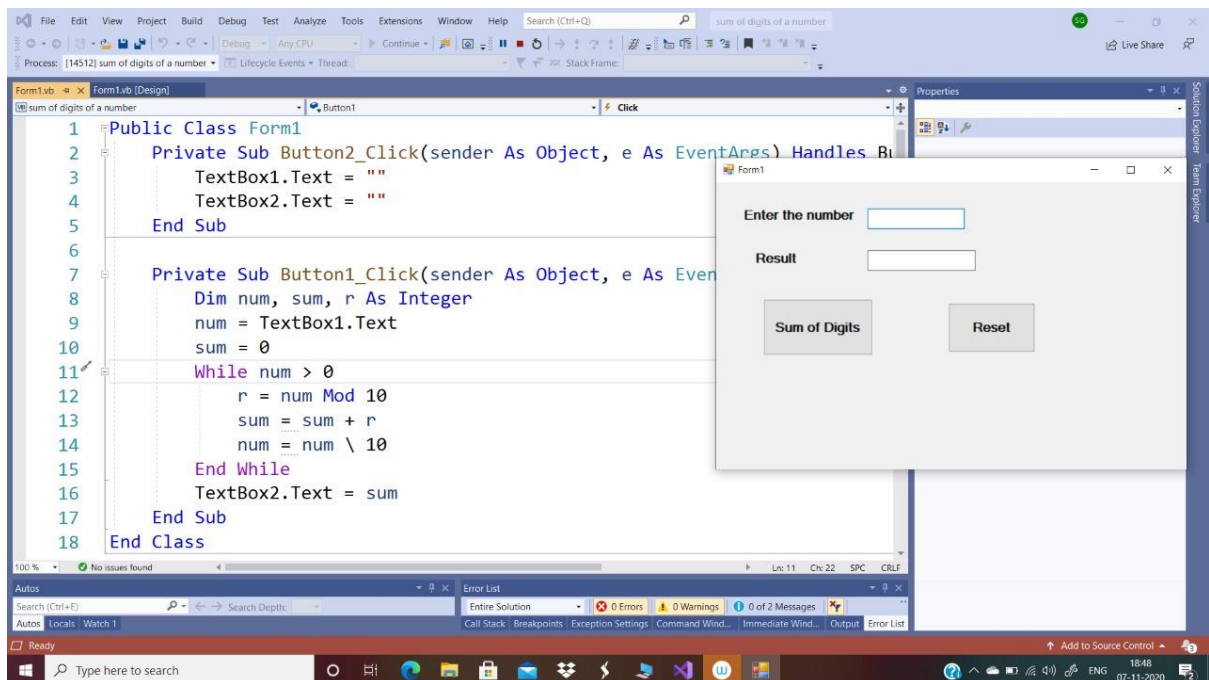 File Edit View Project Build Debug Test Analyze Tools Extensions Window Help Search (Ctrl+Q) sum of digits of a number SG
Debug Any CPU Continue Live Share
Process: [14512] sum of digits of a number Lifecycle Events Thread: Stack Frame:
Form1.vb Form1.vb [Design] Properties
VB sum of digits of a number Button1 Click
1 Public Class Form1
2 Private Sub Button2_Click(sender As Object, e As EventArgs) Handles Bu
3 TextBox1.Text = ""
4 TextBox2.Text = ""
5 End Sub
6
7 Private Sub Button1_Click(sender As Object, e As Even
8 Dim num, sum, r As Integer
9 num = TextBox1.Text
10 sum = 0
11 While num > 0
12 r = num Mod 10
13 sum = sum + r
14 num = num \ 10
15 End While
16 TextBox2.Text = sum
17 End Sub
18 End Class
Form1
Enter the number
Result
Sum of Digits Reset
Solution Explorer
Team Explorer
100 % No issues found Ln: 11 Ch: 22 SPC CRLF
Autos Error List
Search (Ctrl+E) Search Depth: Entire Solution 0 Errors 0 Warnings 0 of 2 Messages
Autos Locals Watch 1 Call Stack Breakpoints Exception Settings Command Wind... Immediate Wind... Output Error List
Ready Add to Source Control 3
Type here to search ENG 18:48
07-11-2020 2